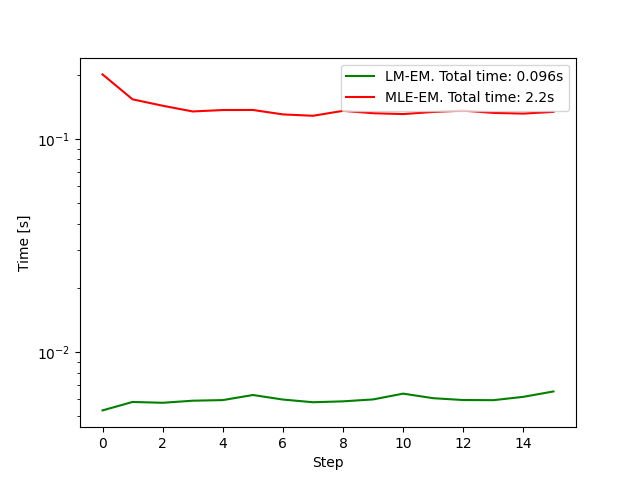 LM-EM. Total time: 0.096s
MLE-EM. Total time: 2.2s
10⁻¹
10⁻²
Time [s]
0 2 4 6 8 10 12 14
Step